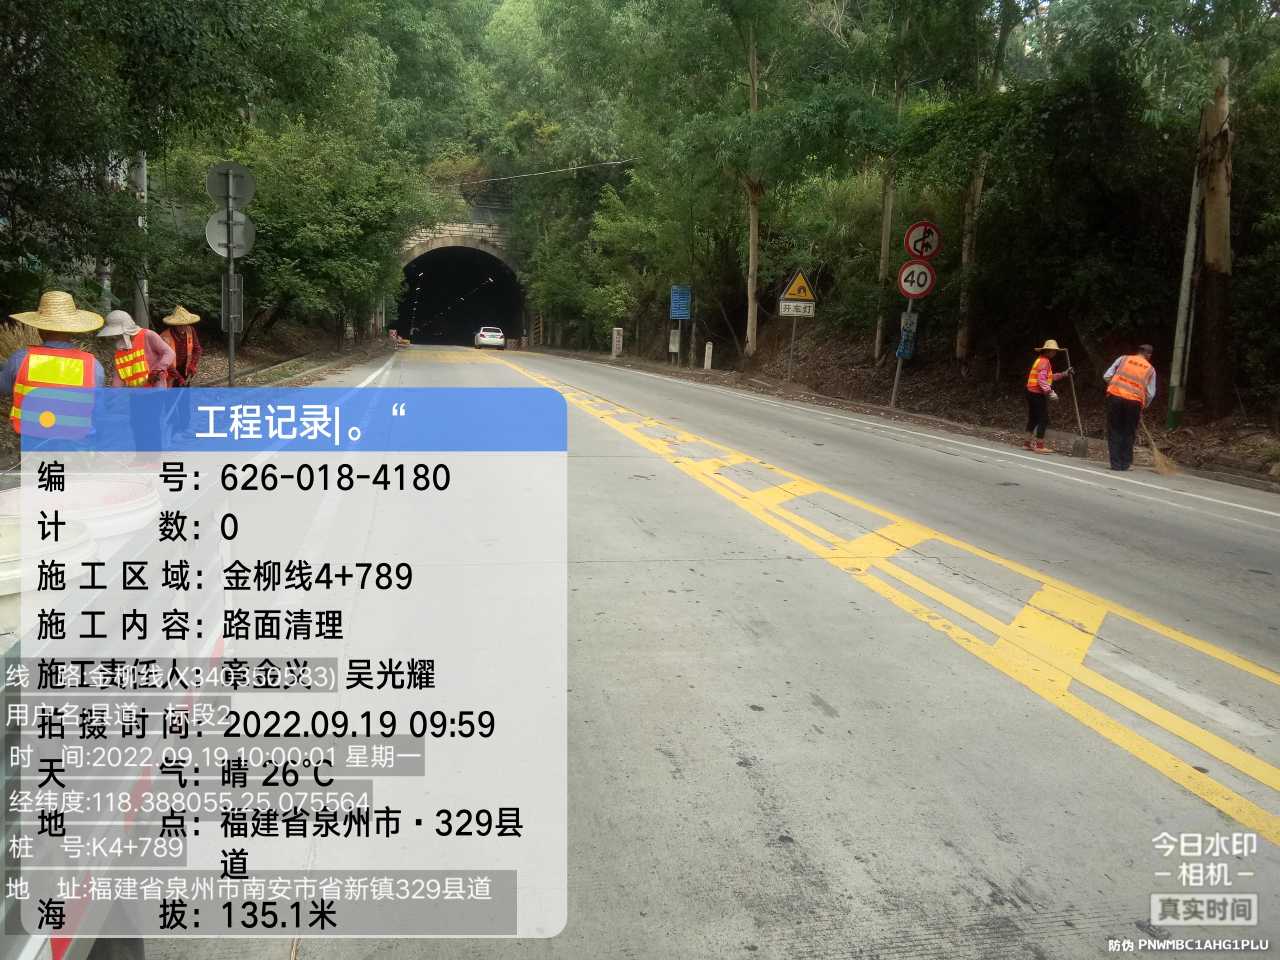 40
开车灯
工程记录|。“
编号：626-018-4180
计数：0
施工区域：金柳线4+789
施工内容：路面清理
施工责任人：章金兴 吴光耀
线 路:金柳线(X340350583)
用户名:县道一标段2
拍摄时间：2022.09.19 09:59
时 间:2022.09.19 10:00:01 星期一
天气：晴 26℃
经纬度:118.388055,25.075564
地点：福建省泉州市·329县
道
桩 号:K4+789
地 址:福建省泉州市南安市省新镇329县道
海拔：135.1米
今日水印
-相机-
真实时间
防伪 PNWMBC1AHG1PLU